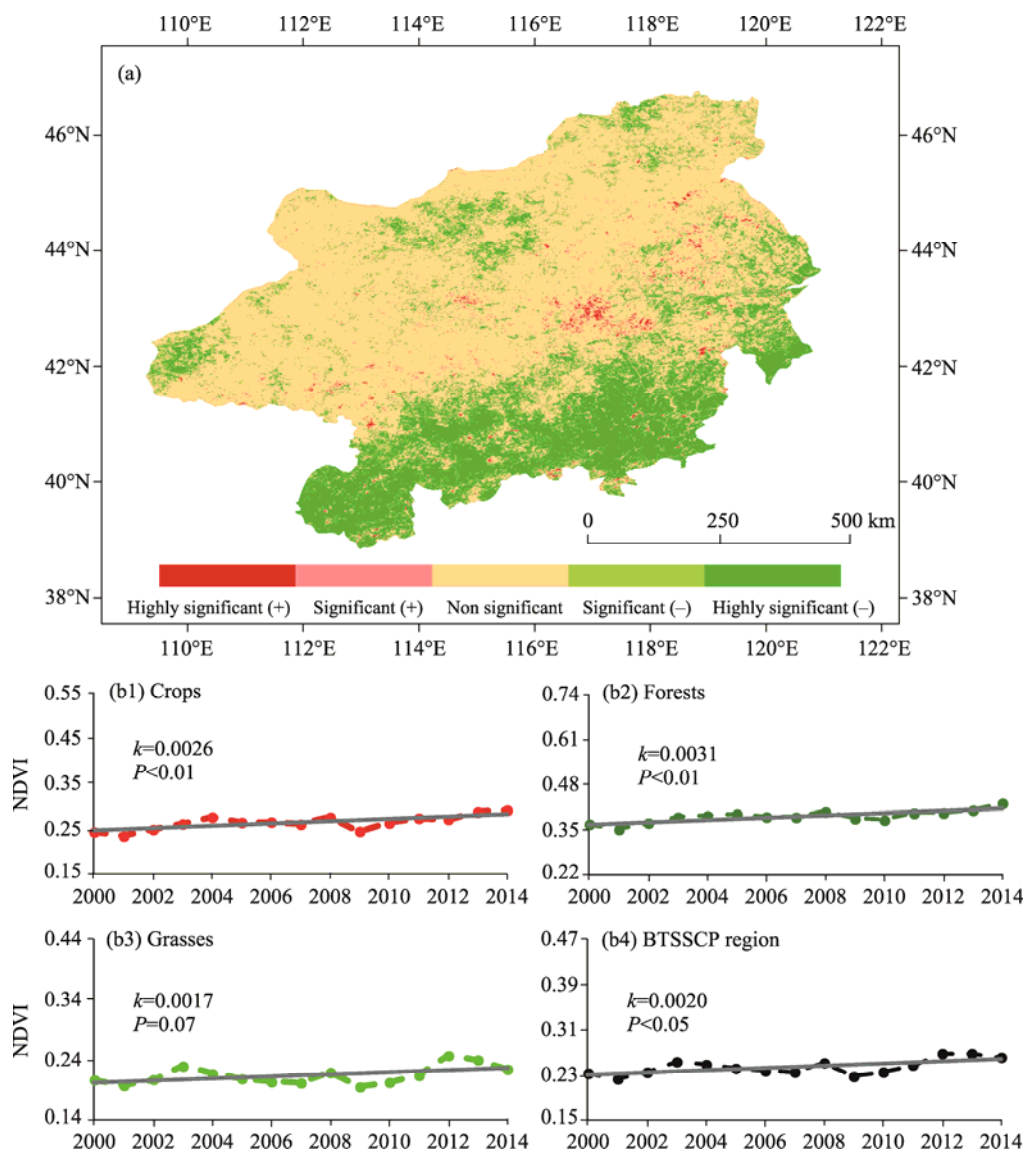 110°E 112°E 114°E 116°E 118°E 120°E 122°E
(a)
46°N 46°N
44°N 44°N
42°N 42°N
40°N 40°N
0 250 500 km
38°N 38°N
Highly significant (+) Significant (+) Non significant Significant (–) Highly significant (–)
110°E 112°E 114°E 116°E 118°E 120°E 122°E
NDVI
(b1) Crops
k=0.0026
P<0.01
0.55
0.45
0.35
0.25
0.15
2000 2002 2004 2006 2008 2010 2012 2014
(b2) Forests
k=0.0031
P<0.01
0.74
0.61
0.48
0.35
0.22
2000 2002 2004 2006 2008 2010 2012 2014
NDVI
(b3) Grasses
k=0.0017
P=0.07
0.44
0.34
0.24
0.14
2000 2002 2004 2006 2008 2010 2012 2014
(b4) BTSSCP region
k=0.0020
P<0.05
0.47
0.39
0.31
0.23
0.15
2000 2002 2004 2006 2008 2010 2012 2014